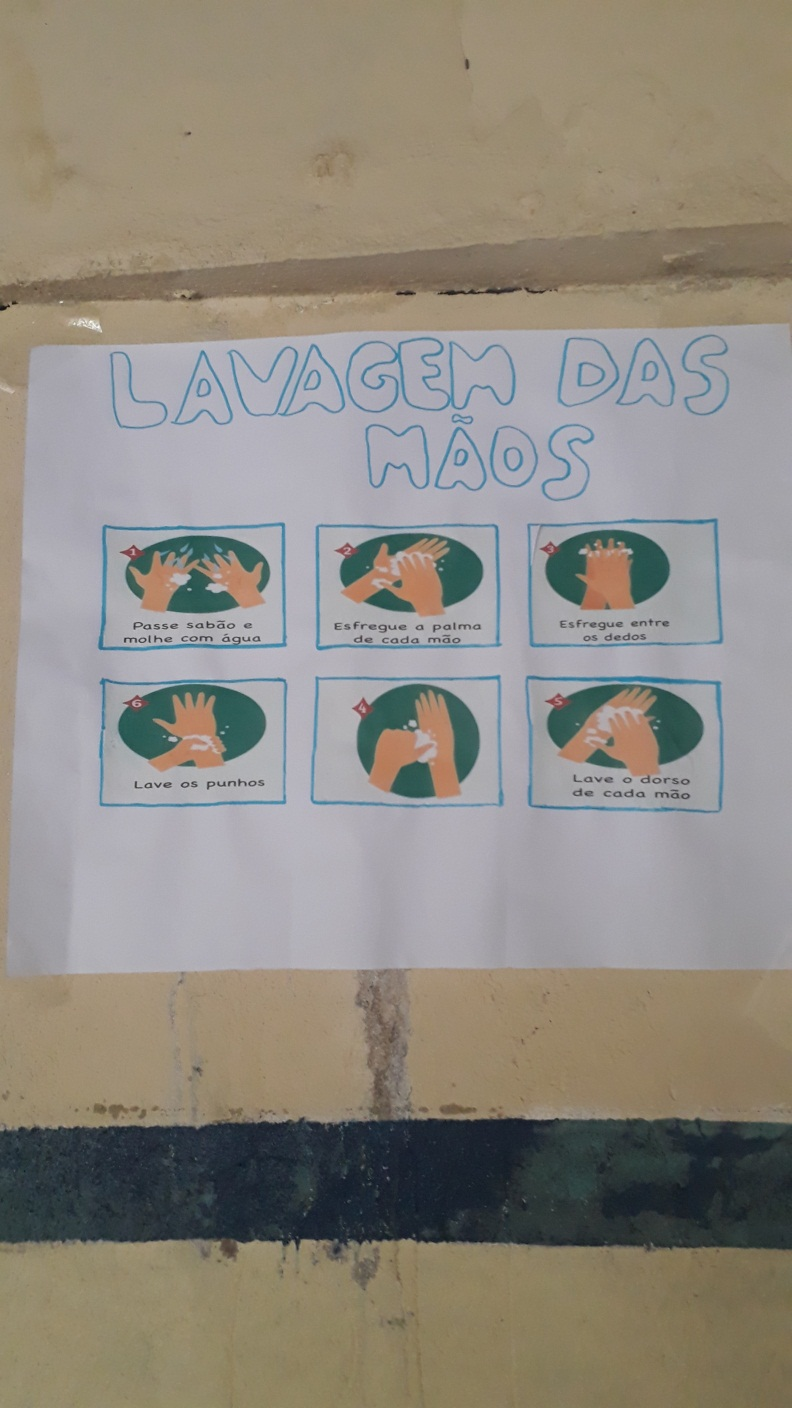 LAVAGEM DAS
MÃOS
1
Passe sabão e
molhe com água
2
Esfregue a palma
de cada mão
3
Esfregue entre
os dedos
6
Lave os punhos
4
5
Lave o dorso
de cada mão